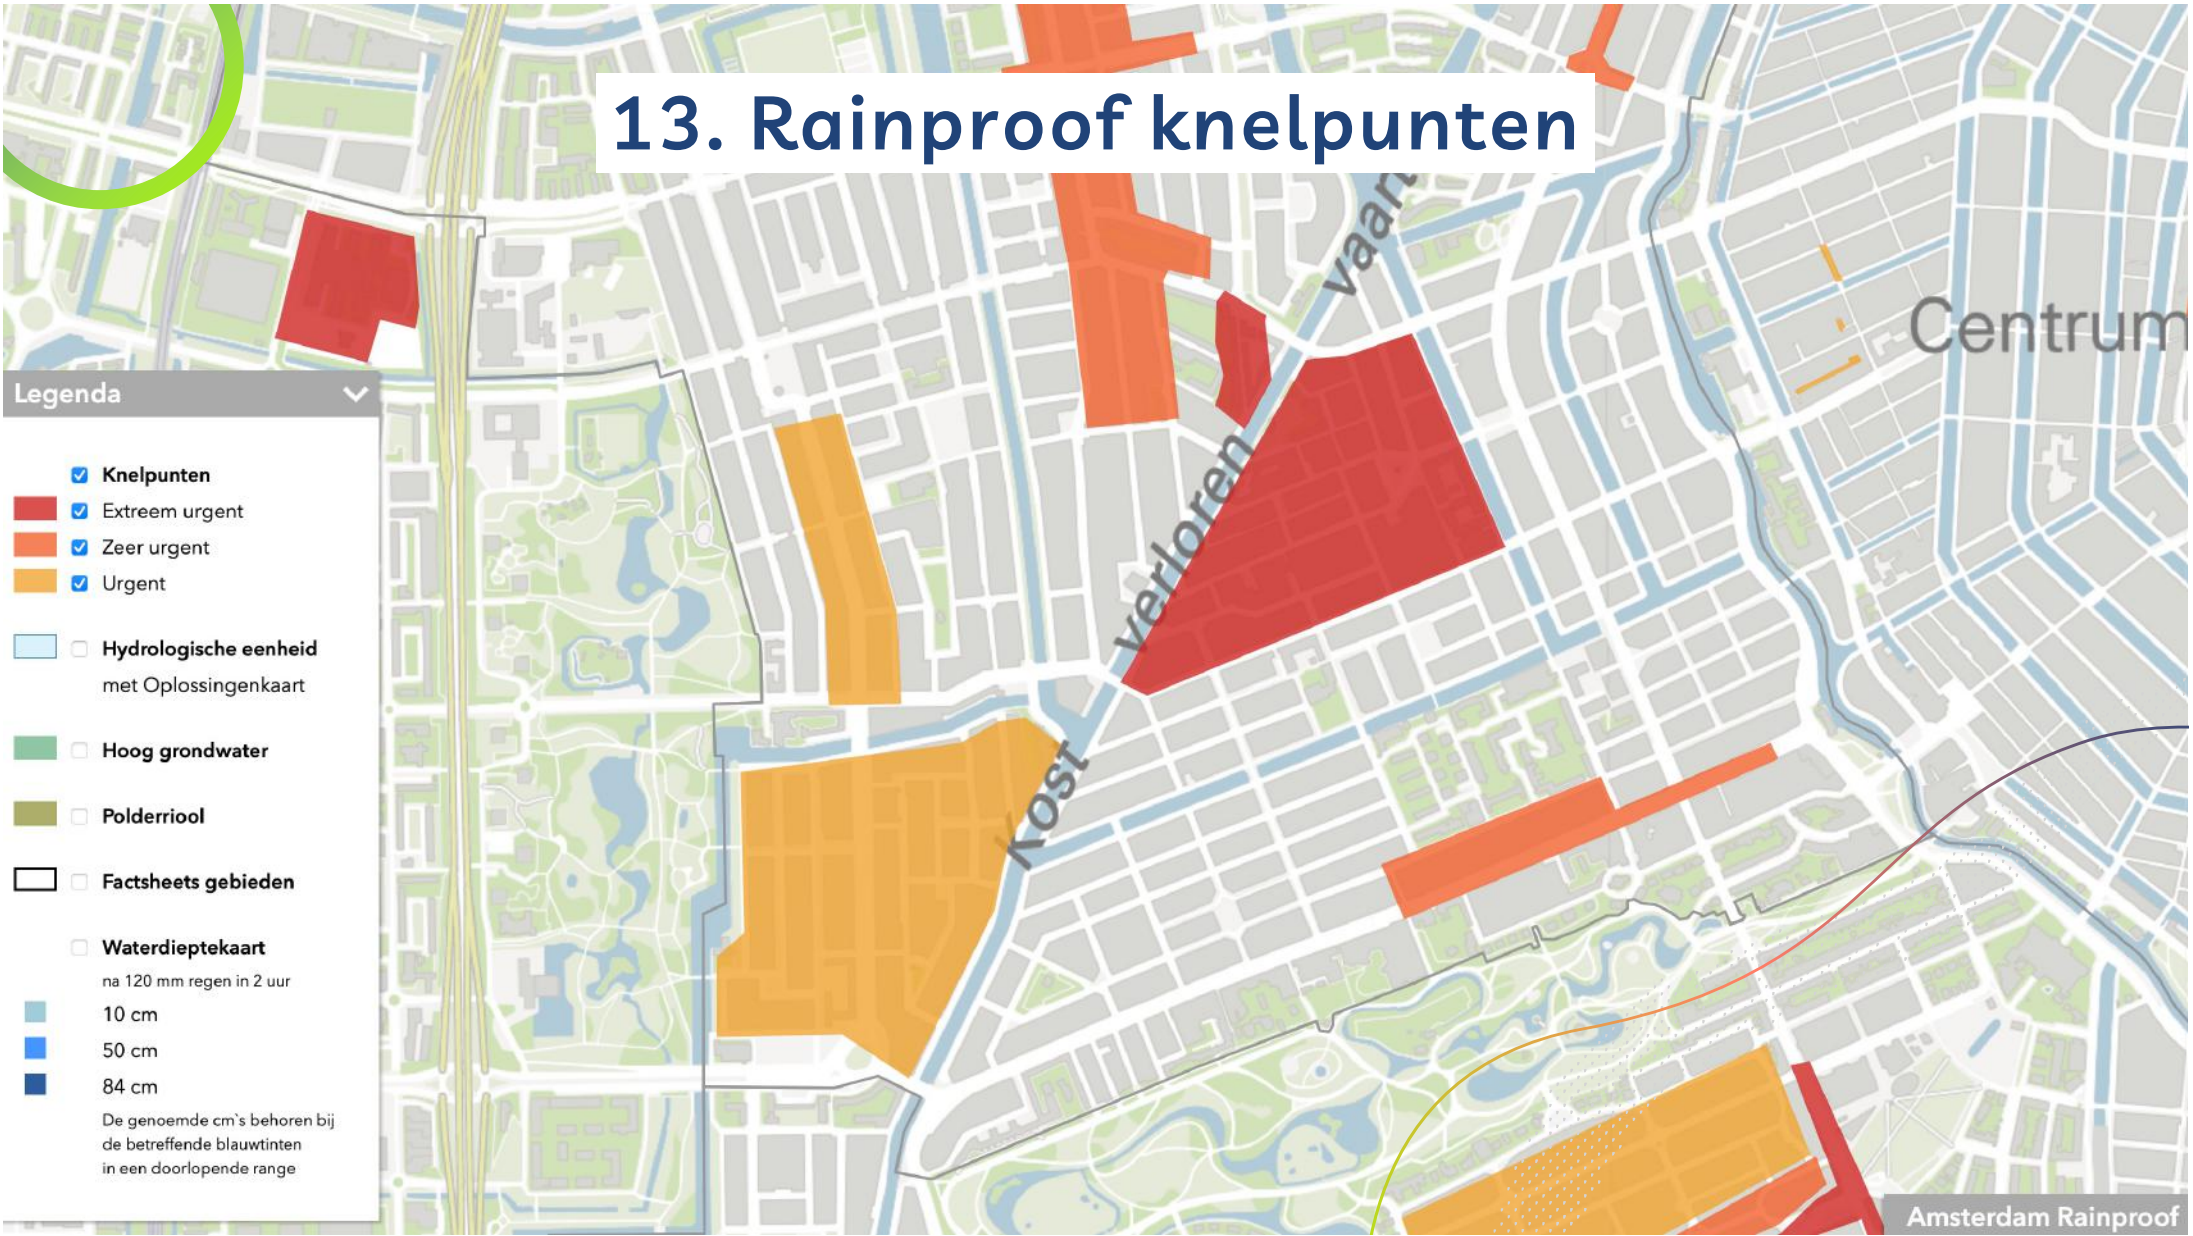 13. Rainproof knelpunten
vaart
Centrum
verloren
Kost
Legenda
Knelpunten
Extreem urgent
Zeer urgent
Urgent
Hydrologische eenheid
met Oplossingenkaart
Hoog grondwater
Polderriool
Factsheets gebieden
Waterdieptekaart
na 120 mm regen in 2 uur
10 cm
50 cm
84 cm
De genoemde cm`s behoren bij
de betreffende blauwtinten
in een doorlopende range
Amsterdam Rainproof